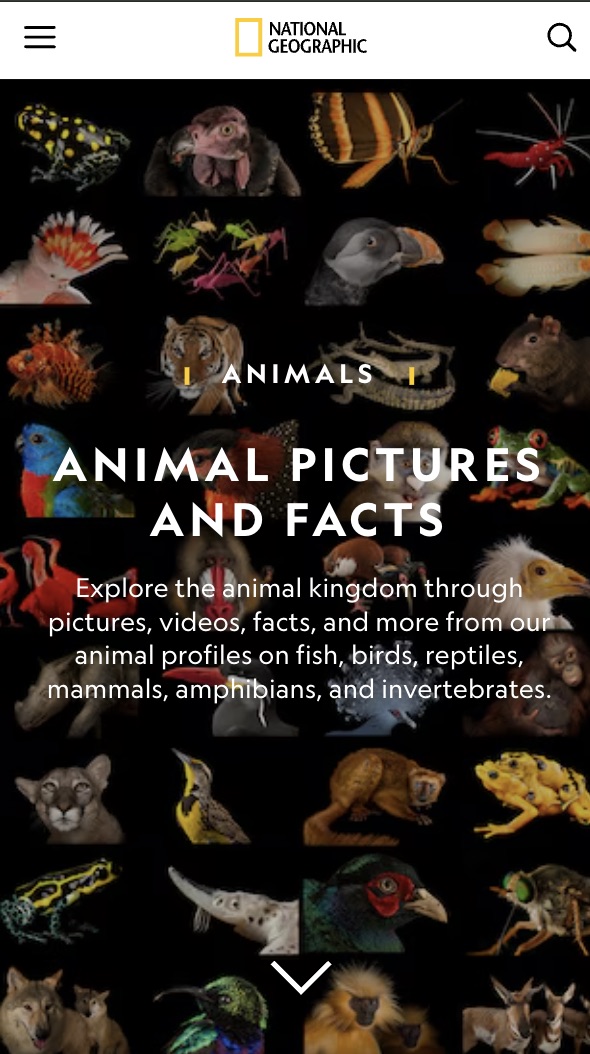 NATIONAL
GEOGRAPHIC
ANIMALS
ANIMAL PICTURES
AND FACTS
Explore the animal kingdom through
pictures, videos, facts, and more from our
animal profiles on fish, birds, reptiles,
mammals, amphibians, and invertebrates.